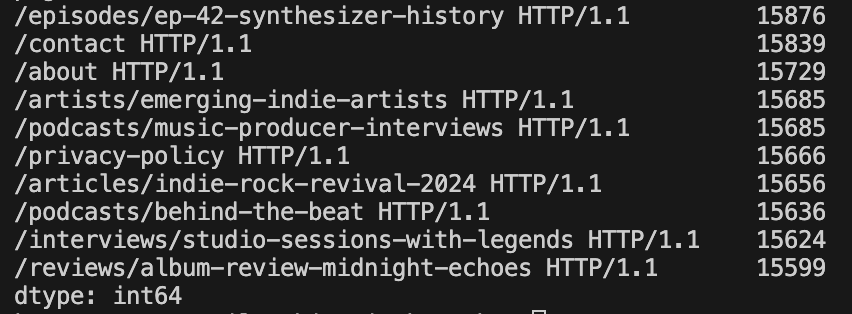 /episodes/ep-42-synthesizer-history HTTP/1.1 15876
/contact HTTP/1.1 15839
/about HTTP/1.1 15729
/artists/emerging-indie-artists HTTP/1.1 15685
/podcasts/music-producer-interviews HTTP/1.1 15685
/privacy-policy HTTP/1.1 15666
/articles/indie-rock-revival-2024 HTTP/1.1 15656
/podcasts/behind-the-beat HTTP/1.1 15636
/interviews/studio-sessions-with-legends HTTP/1.1 15624
/reviews/album-review-midnight-echoes HTTP/1.1 15599
dtype: int64